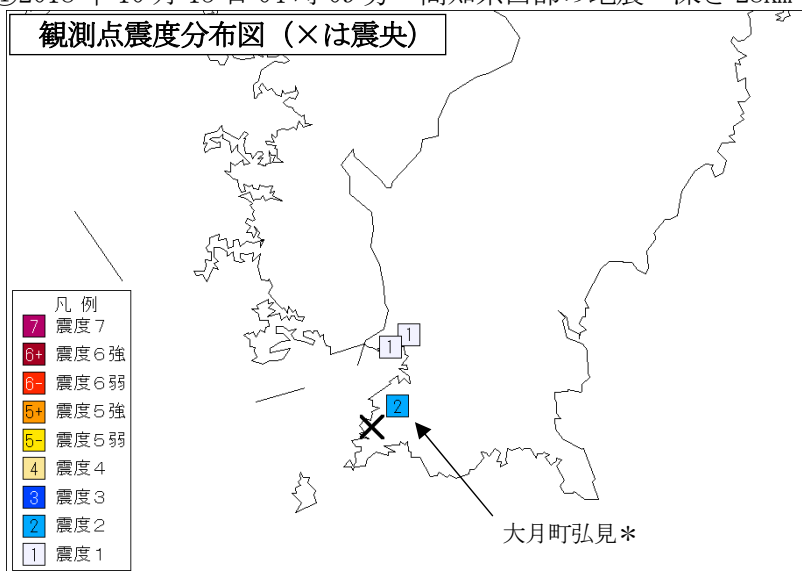 観測点震度分布図（×は震央）
1
1
2
大月町弘見＊
凡 例
7 震度７
6+ 震度６強
6- 震度６弱
5+ 震度５強
5- 震度５弱
4 震度４
3 震度３
2 震度２
1 震度１